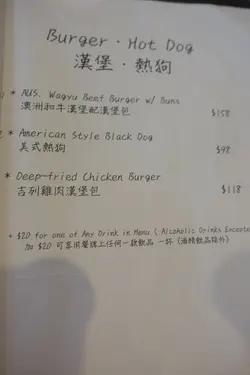 Burger · Hot Dog
漢堡 · 熱狗
* AUS. Wagyu Beef Burger w/ Buns
澳洲和牛漢堡配漢堡包 $158
* American Style Black Dog
美式熱狗 $98
* Deep-fried Chicken Burger
吉列雞肉漢堡包 $118
+ $20 for one of Any Drink in Menu ( Alcoholic Drinks Excepte
加 $20 可享用餐牌上任何一款飲品 一杯 (酒精飲品除外)